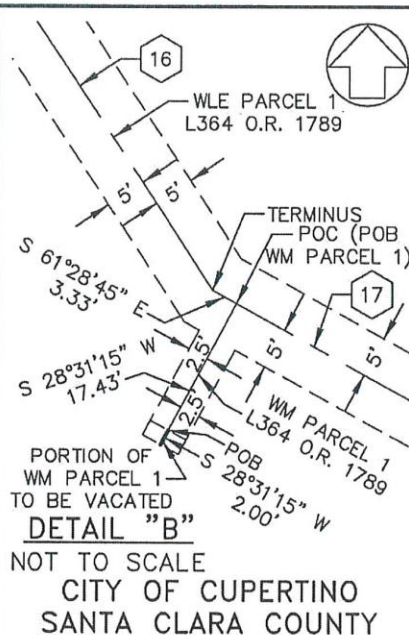 16
WLE PARCEL 1
L364 O.R. 1789
5'
5'
TERMINUS
POC (POB
WM PARCEL 1)
S 61°28'45"
3.33'
E
17
5'
5'
S 28°31'15" W
17.43'
2.5'
2.5'
WM PARCEL 1
L364 O.R. 1789
POB
S 28°31'15" W
2.00'
PORTION OF
WM PARCEL 1
TO BE VACATED
DETAIL "B"
NOT TO SCALE
CITY OF CUPERTINO
SANTA CLARA COUNTY